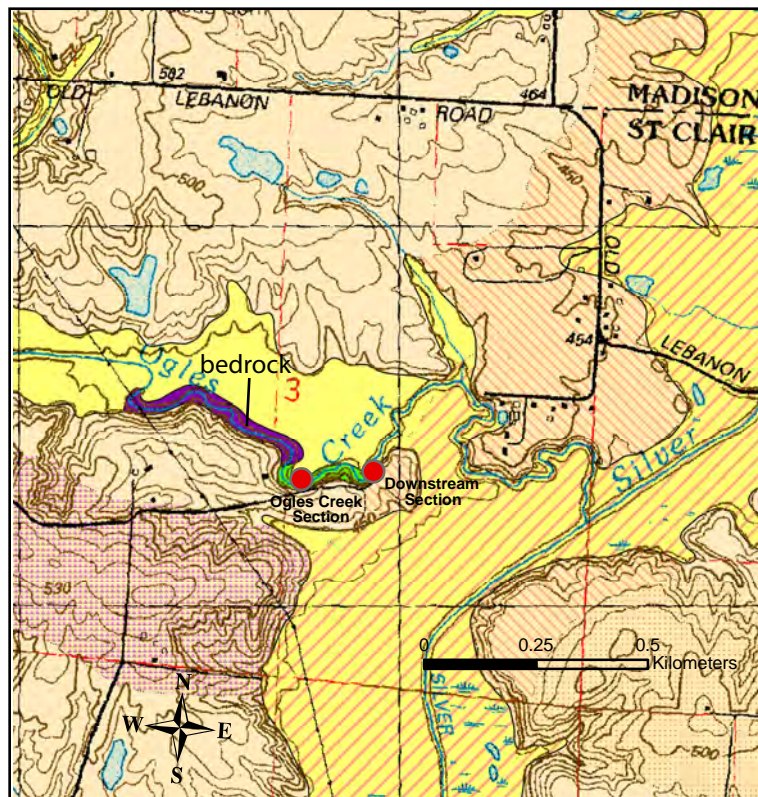 502
OLD
LEBANON
ROAD
464
MADISON
ST CLAIR
500
450
OLD
454
LEBANON
Ogles
bedrock
3
Creek
Silver
Ogles Creek
Section
Downstream
Section
530
0
0.25
0.5
Kilometers
SILVER
N
W
E
S
500